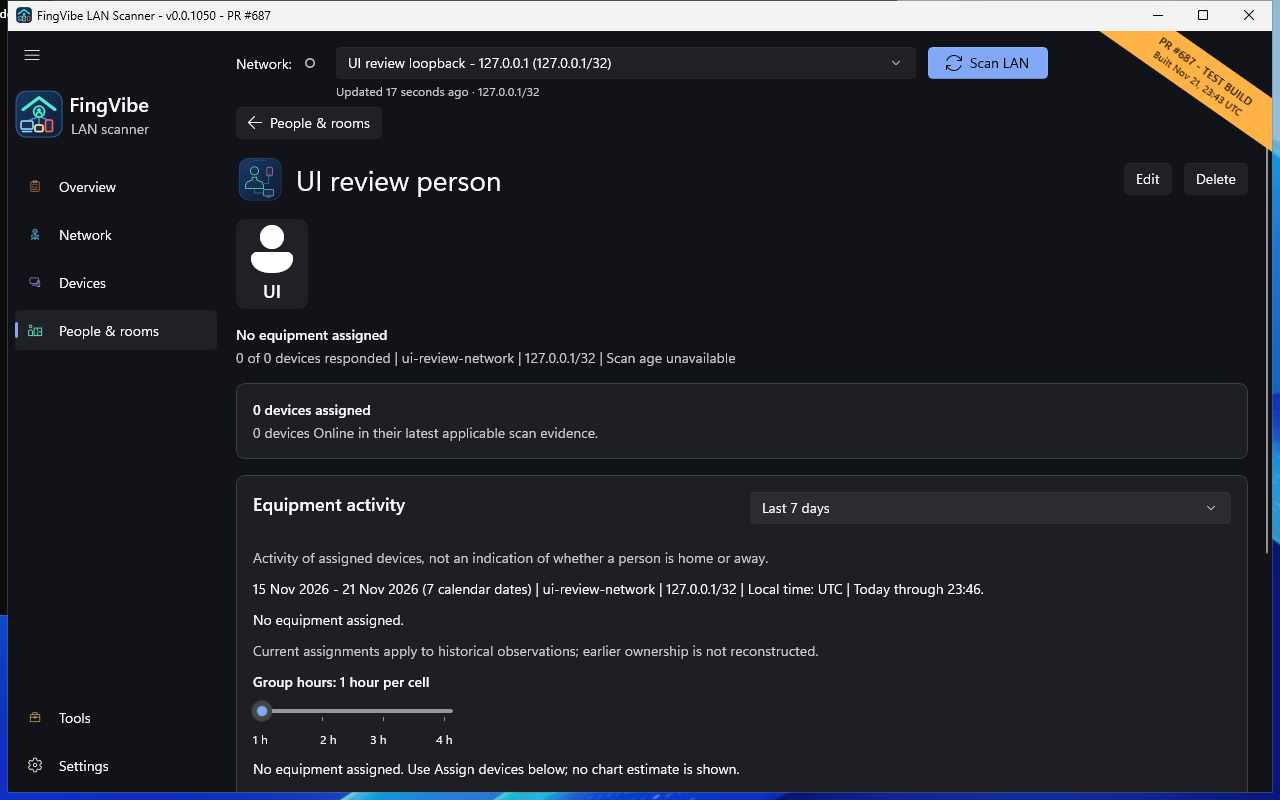 FingVibe LAN Scanner - v0.0.1050 - PR #687
PR #687 - TEST BUILD
Built Nov 21, 23:43 UTC
Network:
UI review loopback - 127.0.0.1 (127.0.0.1/32)
Scan LAN
Updated 17 seconds ago · 127.0.0.1/32
FingVibe
LAN scanner
People & rooms
Overview
Network
Devices
People & rooms
Tools
Settings
UI review person
Edit
Delete
UI
No equipment assigned
0 of 0 devices responded | ui-review-network | 127.0.0.1/32 | Scan age unavailable
0 devices assigned
0 devices Online in their latest applicable scan evidence.
Equipment activity
Last 7 days
Activity of assigned devices, not an indication of whether a person is home or away.
15 Nov 2026 - 21 Nov 2026 (7 calendar dates) | ui-review-network | 127.0.0.1/32 | Local time: UTC | Today through 23:46.
No equipment assigned.
Current assignments apply to historical observations; earlier ownership is not reconstructed.
Group hours: 1 hour per cell
1 h 2 h 3 h 4 h
No equipment assigned. Use Assign devices below; no chart estimate is shown.